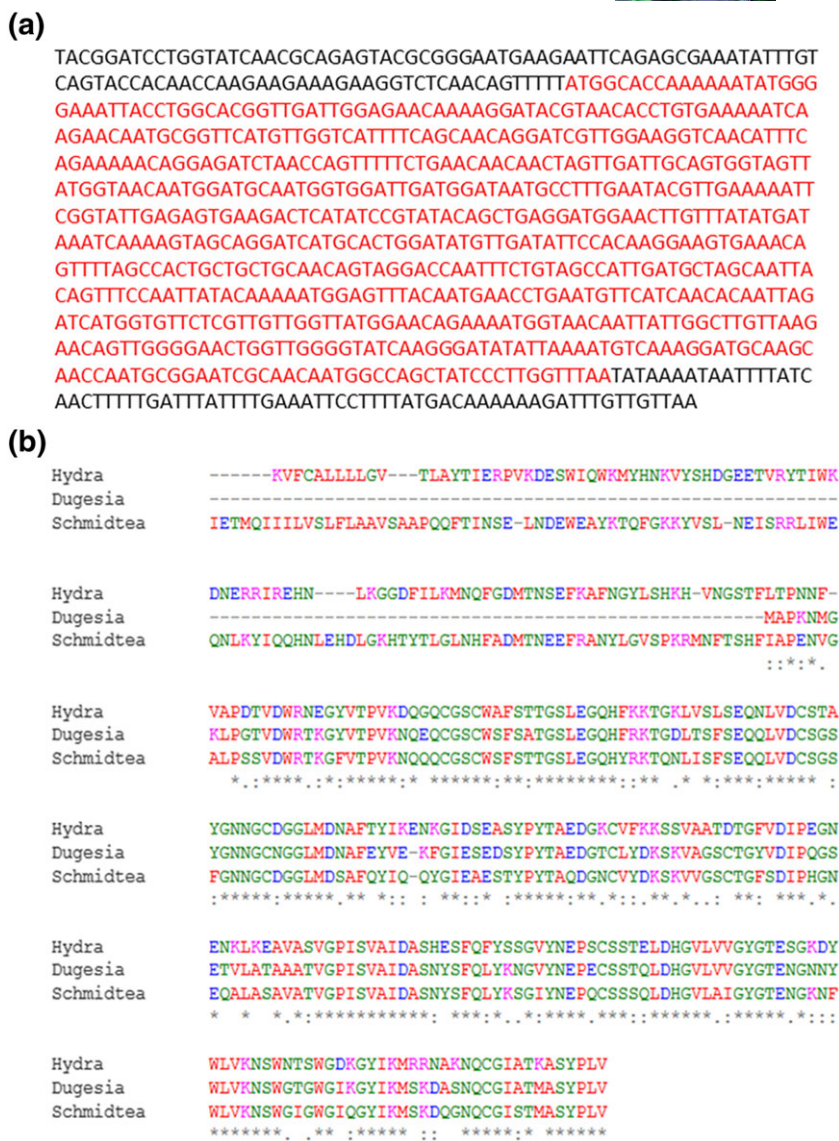 (a)
TACGGATCCTGGTATCAACGCAGAGTACGCGGGAATGAAGAATTCAGAGCGAAATATTTGT
CAGTACCACAACCAAGAAGAAAGAAGGTCTCAACAGTTTTTATGGCACCAAAAAATATGGG
GAAATTACCTGGCACGGTTGATTGGAGAACAAAAGGATACGTAACACCTGTGAAAAATCA
AGAACAATGCGGTTCATGTTGGTCATTTTCAGCAACAGGATCGTTGGAAGGTCAACATTTC
AGAAAAACAGGAGATCTAACCAGTTTTTCTGAACAACAACTAGTTGATTGCAGTGGTAGTT
ATGGTAACAATGGATGCAATGGTGGATTGATGGATAATGCCTTTGAATACGTTGAAAAATT
CGGTATTGAGAGTGAAGACTCATATCCGTATACAGCTGAGGATGGAACTTGTTTATATGAT
AAATCAAAAGTAGCAGGATCATGCACTGGATATGTTGATATTCCACAAGGAAGTGAAACA
GTTTTAGCCACTGCTGCTGCAACAGTAGGACCAATTTCTGTAGCCATTGATGCTAGCAATTA
CAGTTTCCAATTATACAAAAATGGAGTTTACAATGAACCTGAATGTTCATCAACACAATTAG
ATCATGGTGTTCTCGTTGTTGGTTATGGAACAGAAAATGGTAACAATTATTGGCTTGTTAAG
AACAGTTGGGGAACTGGTTGGGGTATCAAGGGATATATTAAAATGTCAAAGGATGCAAGC
AACCAATGCGGAATCGCAACAATGGCCAGCTATCCCTTGGTTTAATATAAAATAATTTTATC
AACTTTTTGATTTATTTTGAAATTCCTTTTATGACAAAAAAGATTTGTTGTTAA
(b)
Hydra ------KVFCALLLLGV---TLAYTIERPVKDESWIQWKMYHNKVYSHDGEETVRYTIWK
Dugesia ------------------------------------------------------------
Schmidtea IETMQIIILVSLFLAAVSAAPQQFTINSE-LNDEWEAYKTQFGKKYVSL-NEISRRLIWE
Hydra DNERRIREHN----LKGGDFILKMNQFGDMTNSEFKAFNGYLSHKH-VNGSTFLTPNNF-
Dugesia -----------------------------------------------------MAPKNMG
Schmidtea QNLKYIQQHNLEHDLGKHTYTLGLNHFADMTNEEFRANYLGVSPKRMNFTSHFIAPENVG
::*:*.
Hydra VAPDTVDWRNEGYVTPVKDQGQCGSCWAFSTTGSLEGQHFKKTGKLVSLSEQNLVDCSTA
Dugesia KLPGTVDWRTKGYVTPVKNQEQCGSCWSFSATGSLEGQHFRKTGDLTSFSEQQLVDCSGS
Schmidtea ALPSSVDWRTKGFVTPVKNQQQCGSCWSFSTTGSLEGQHYRKTQNLISFSEQQLVDCSGS
*.:****.:*:*****:* ******:**:********::** .* *:***:***** :
Hydra YGNNGCDGGLMDNAFTYIKENKGIDSEASYPYTAEDGKCVFKKSSVAATDTGFVDIPEGN
Dugesia YGNNGCNGGLMDNAFEYVE-KFGIESEDSYPYTAEDGTCLYDKSKVAGSCTGYVDIPQGS
Schmidtea FGNNGCDGGLMDSAFQYIQ-QYGIEAESTYPYTAQDGNCVYDKSKVVGSCTGFSDIPHGN
:*****:*****.** *:: : **::* :*****:**.*::.**.*..: **: ***.*.
Hydra ENKLKEAVASVGPISVAIDASHESFQFYSSGVYNEPSCSSTELDHGVLVVGYGTESGKDY
Dugesia ETVLATAAATVGPISVAIDASNYSFQLYKNGVYNEPECSSTQLDHGVLVVGYGTENGNNY
Schmidtea EQALASAVATVGPISVAIDASNYSFQLYKSGIYNEPQCSSSQLDHGVLAIGYGTENGKNF
* * *.*:***********: ***:*..*:****.***::******.:*****.*:::
Hydra WLVKNSWNTSWGDKGYIKMRRNAKNQCGIATKASYPLV
Dugesia WLVKNSWGTGWGIKGYIKMSKDASNQCGIATMASYPLV
Schmidtea WLVKNSWGIGWGIQGYIKMSKDQGNQCGISTMASYPLV
*******. .** :***** :: *****:* ******